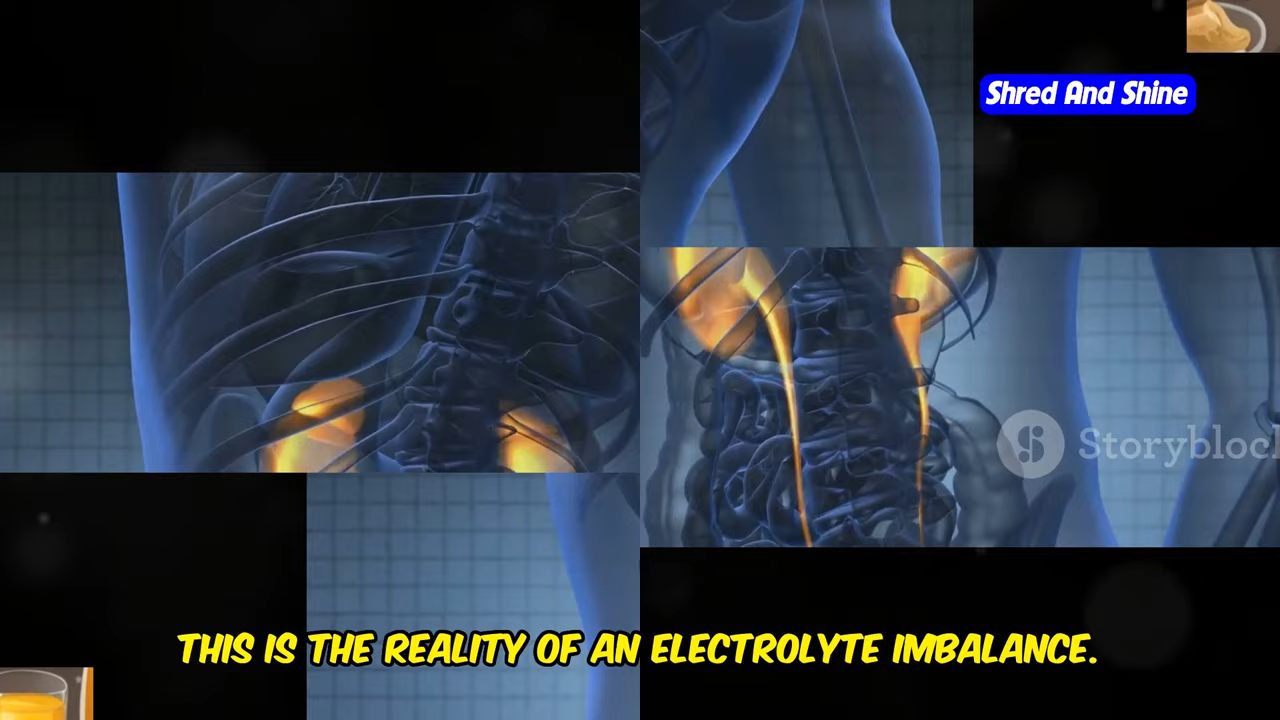 Shred And Shine
Storyblock
THIS IS THE REALITY OF AN ELECTROLYTE IMBALANCE.